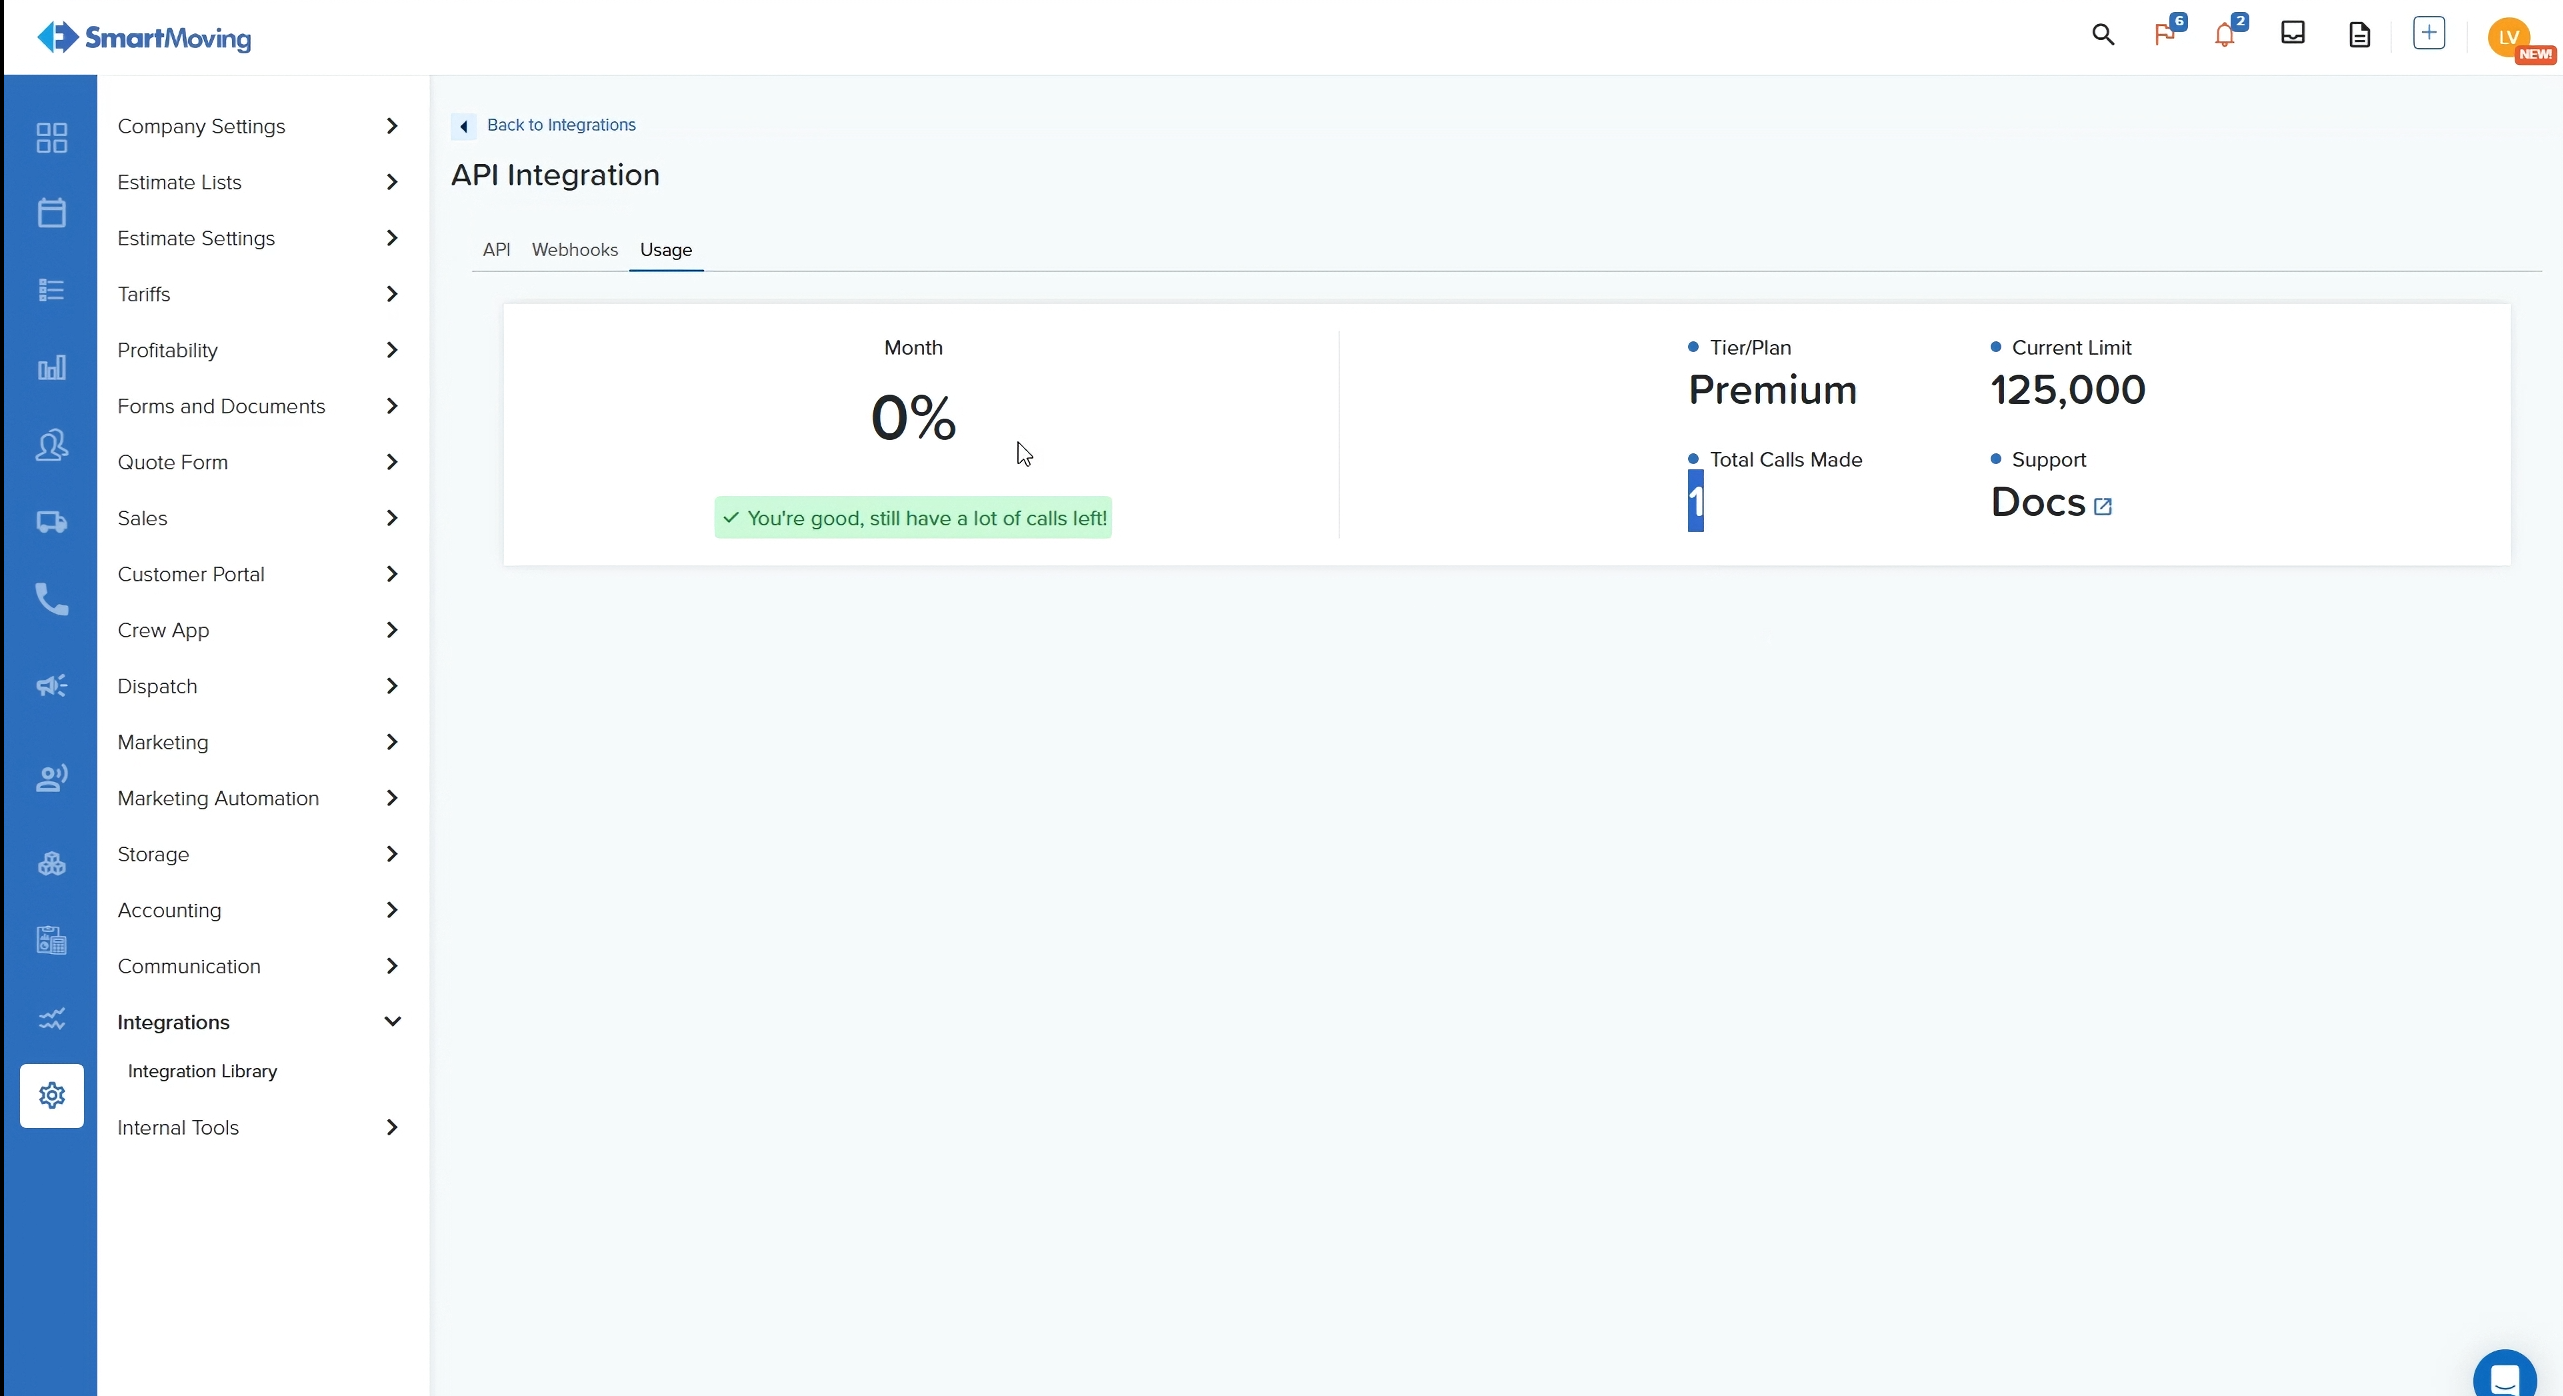 SmartMoving
6
2
LV
NEW!
Company Settings
Estimate Lists
Estimate Settings
Tariffs
Profitability
Forms and Documents
Quote Form
Sales
Customer Portal
Crew App
Dispatch
Marketing
Marketing Automation
Storage
Accounting
Communication
Integrations
Integration Library
Internal Tools
Back to Integrations
API Integration
API Webhooks Usage
Month
0%
✓ You're good, still have a lot of calls left!
Tier/Plan
Premium
Current Limit
125,000
Total Calls Made
1
Support
Docs